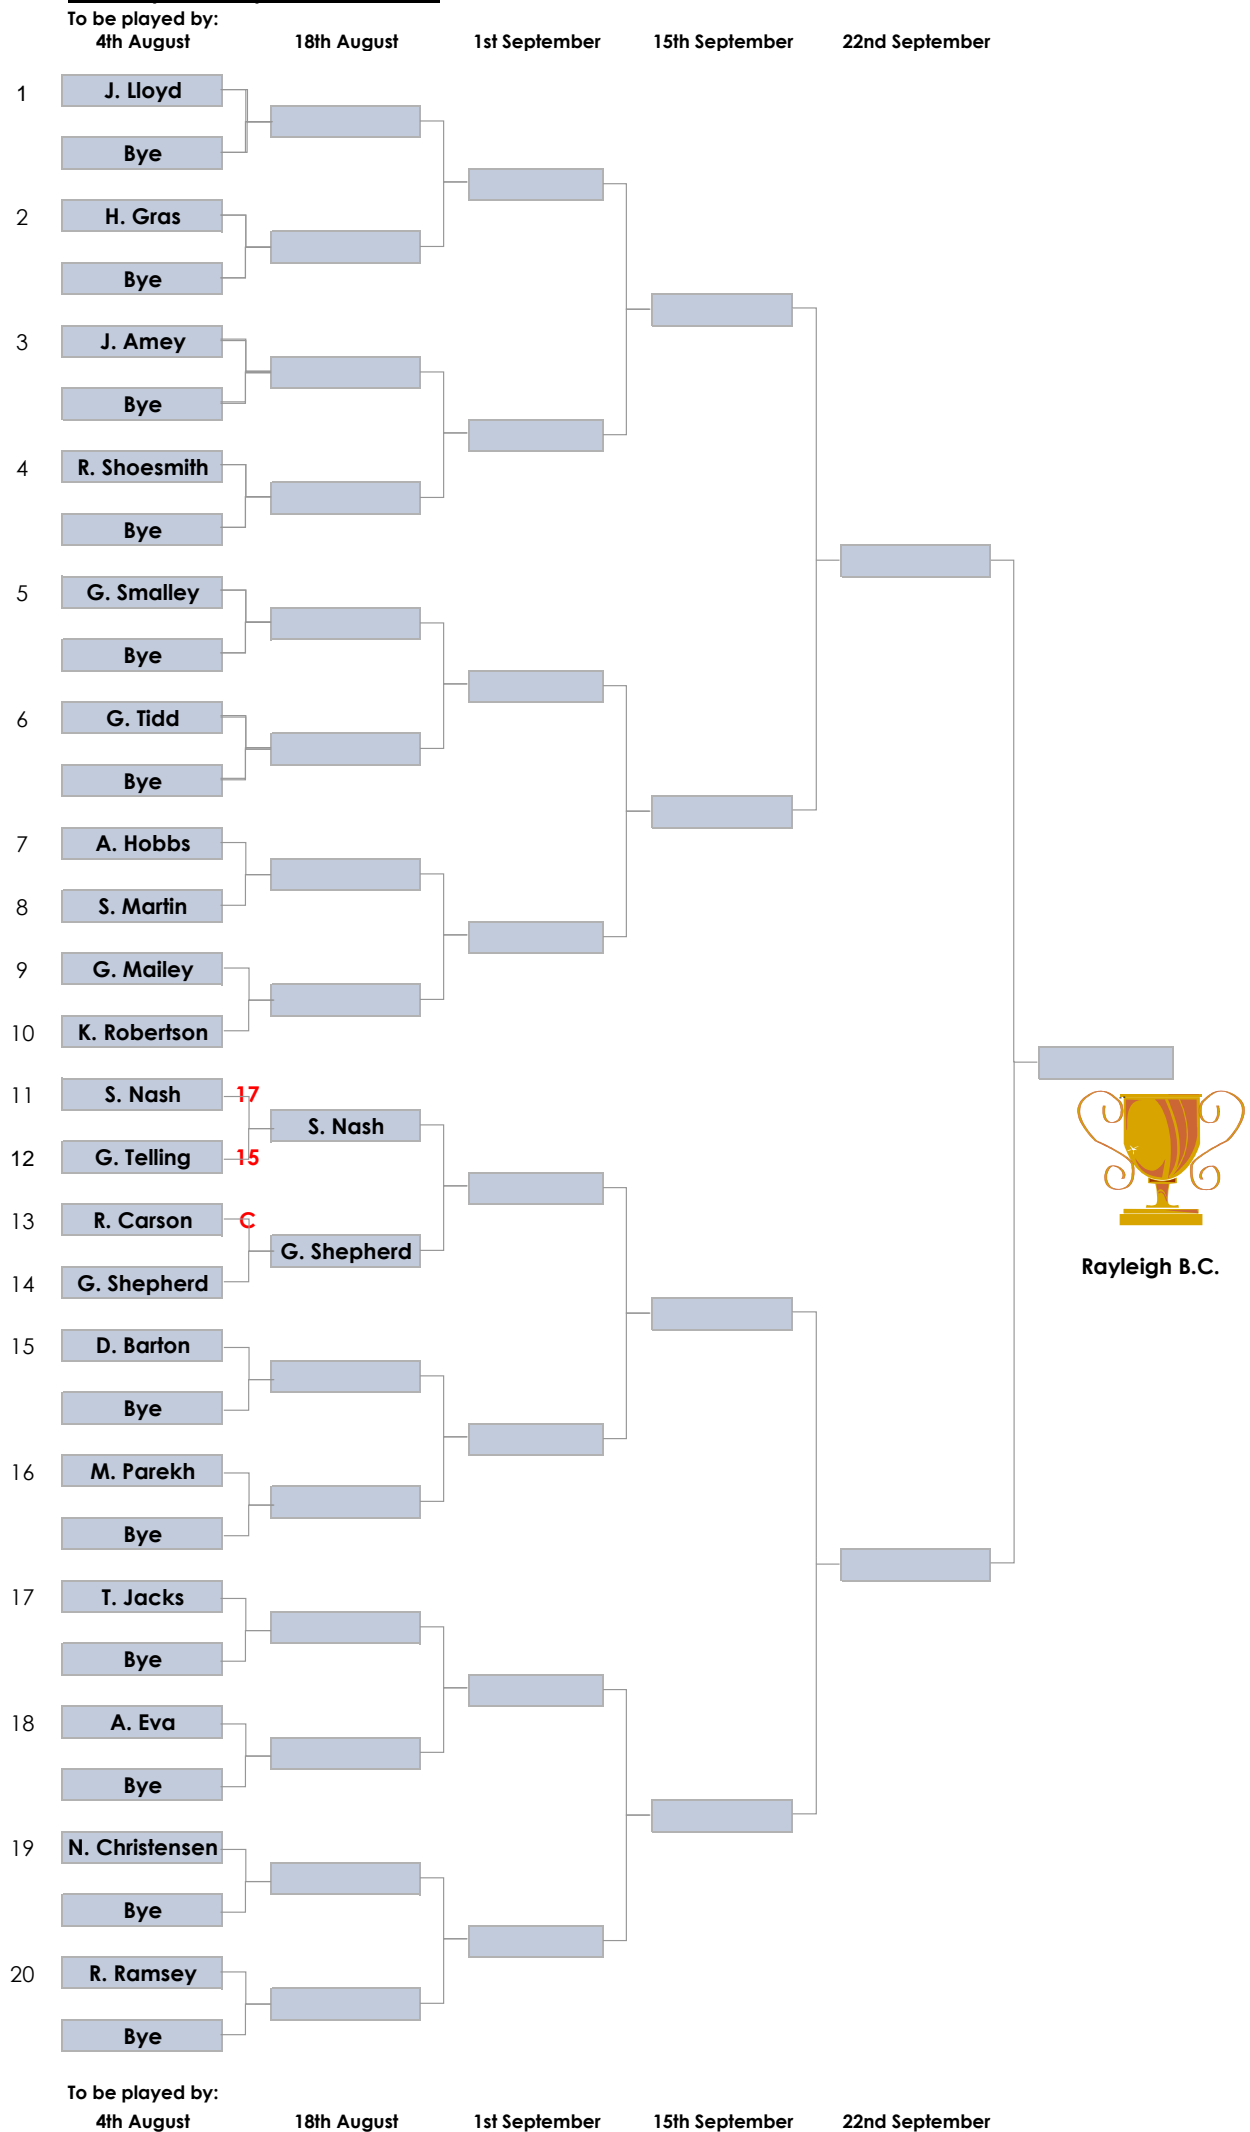 To be played by:
4th August 18th August 1st September 15th September 22nd September
1 J. Lloyd
Bye
2 H. Gras
Bye
3 J. Amey
Bye
4 R. Shoesmith
Bye
5 G. Smalley
Bye
6 G. Tidd
Bye
7 A. Hobbs
8 S. Martin
9 G. Mailey
10 K. Robertson
11 S. Nash 17
S. Nash
12 G. Telling 15
13 R. Carson C
G. Shepherd
14 G. Shepherd
Rayleigh B.C.
15 D. Barton
Bye
16 M. Parekh
Bye
17 T. Jacks
Bye
18 A. Eva
Bye
19 N. Christensen
Bye
20 R. Ramsey
Bye
To be played by:
4th August 18th August 1st September 15th September 22nd September